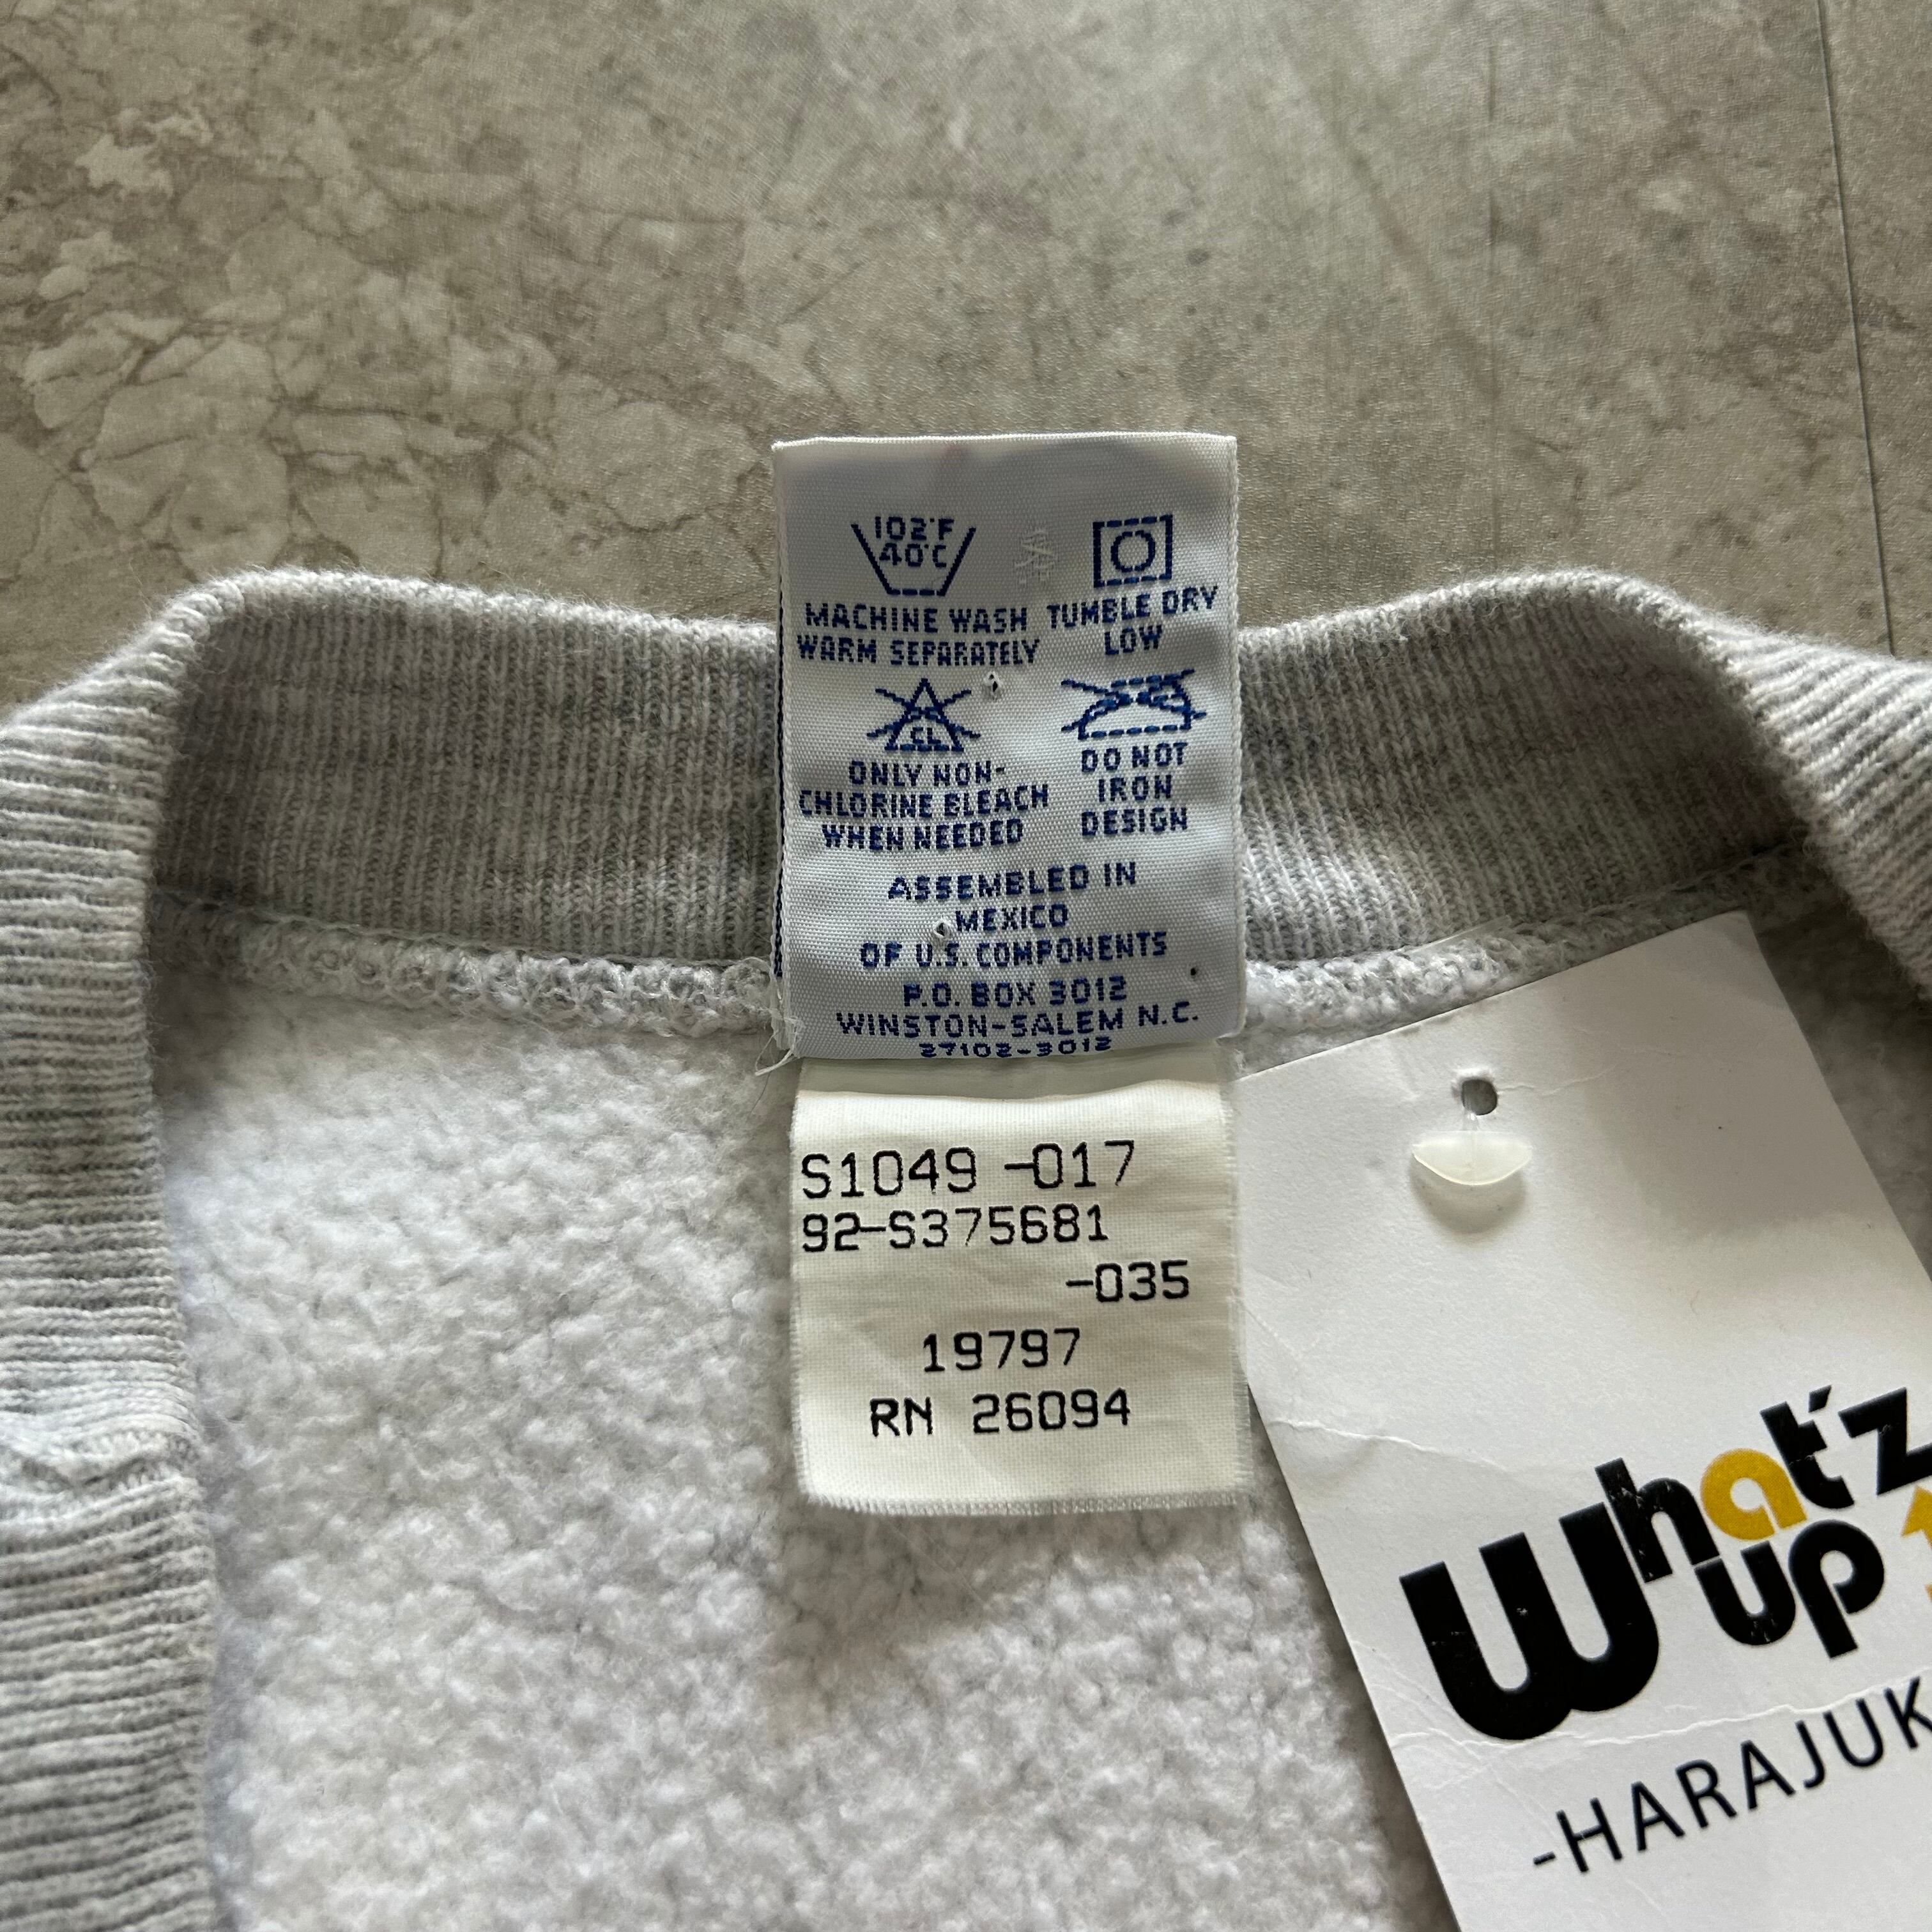 102°F
40°C
MACHINE WASH
WARM SEPARATELY
TUMBLE DRY
LOW
CL
ONLY NON-
CHLORINE BLEACH
WHEN NEEDED
DO NOT
IRON
DESIGN
ASSEMBLED IN
MEXICO
OF U.S. COMPONENTS
P.O. BOX 3012
WINSTON-SALEM N.C.
27102-3012
S1049 -017
92-S375681
-035
19797
RN 26094
What'z
up
-HARAJUK